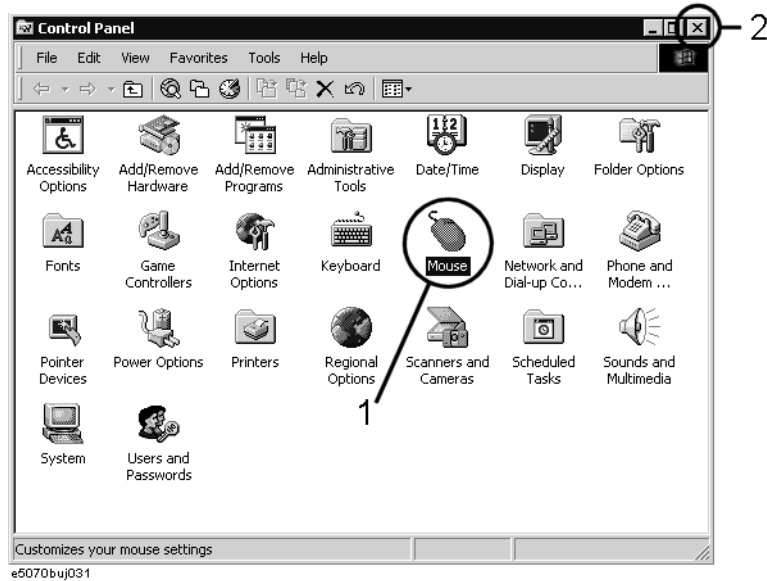 Control Panel
2
File Edit View Favorites Tools Help
Accessibility Options
Add/Remove Hardware
Add/Remove Programs
Administrative Tools
Date/Time
Display
Folder Options
Fonts
Game Controllers
Internet Options
Keyboard
Mouse
Network and Dial-up Co...
Phone and Modem ...
Pointer Devices
Power Options
Printers
Regional Options
Scanners and Cameras
Scheduled Tasks
Sounds and Multimedia
1
System
Users and Passwords
Customizes your mouse settings
e5070buj031